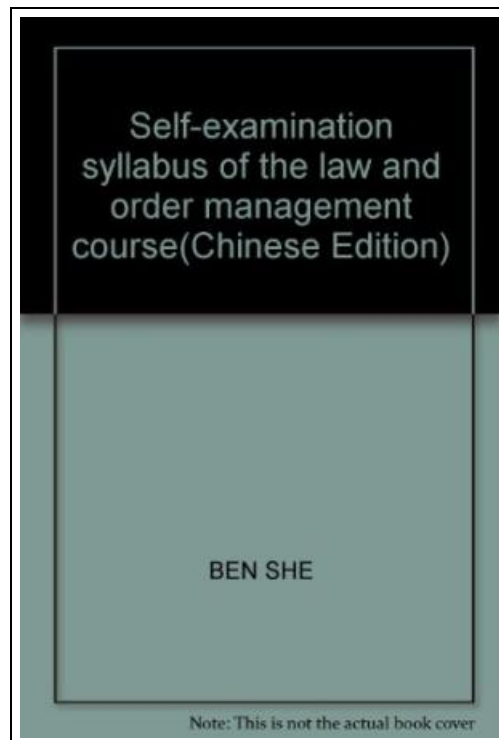 Self-examination
syllabus of the law and
order management
course(Chinese Edition)
BEN SHE
Note: This is not the actual book cover